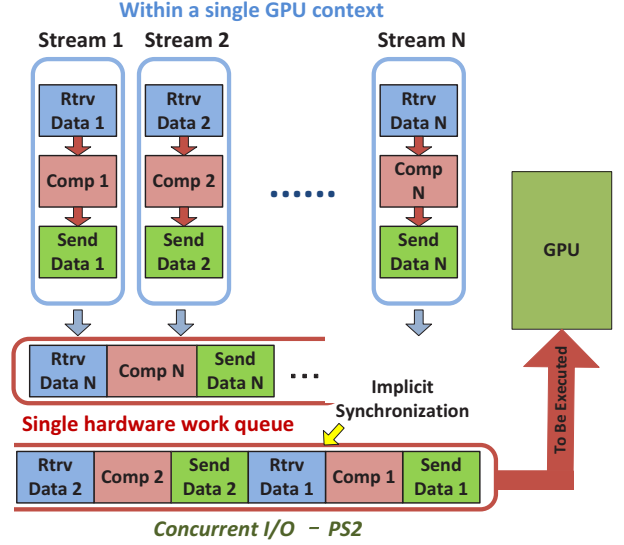 Within a single GPU context
Stream 1
Stream 2
Stream N
Rtrv
Data 1
Rtrv
Data 2
Rtrv
Data N
Comp 1
Comp 2
Comp
N
......
Send
Data 1
Send
Data 2
Send
Data N
GPU
Rtrv
Data N
Comp N
Send
Data N
...
Implicit
Synchronization
To Be Executed
Single hardware work queue
Rtrv
Data 2
Comp 2
Send
Data 2
Rtrv
Data 1
Comp 1
Send
Data 1
Concurrent I/O – PS2